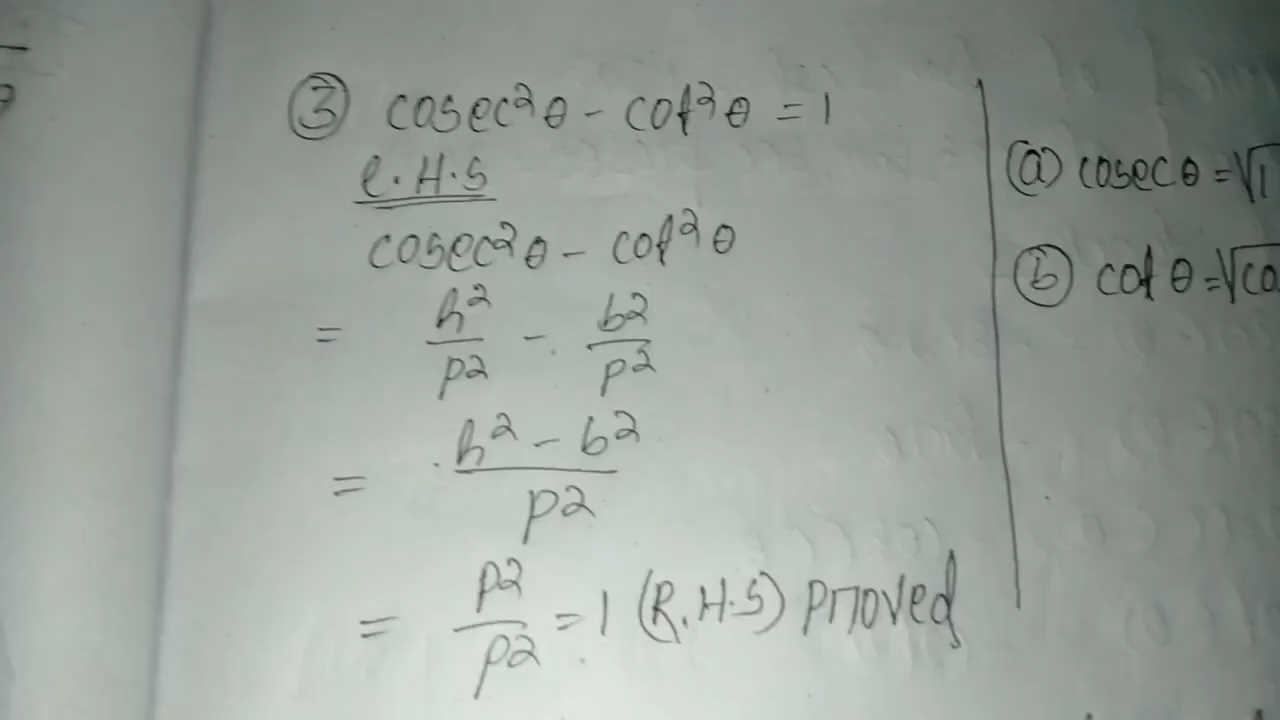 ③ cosec²θ - cot²θ = 1
L.H.S
cosec²θ - cot²θ
= h²/p² - b²/p²
= h² - b²/p²
= p²/p² = 1 (R.H.S) proved
(a) cosecθ = √1
(b) cot θ = √co